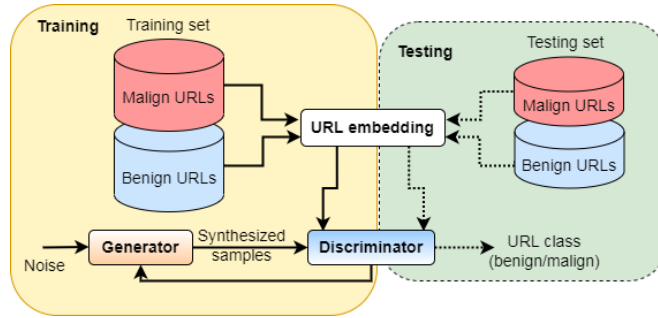 Training
Training set
Malign URLs
Benign URLs
Testing
Testing set
Malign URLs
Benign URLs
URL embedding
Noise
Generator
Synthesized
samples
Discriminator
URL class
(benign/malign)